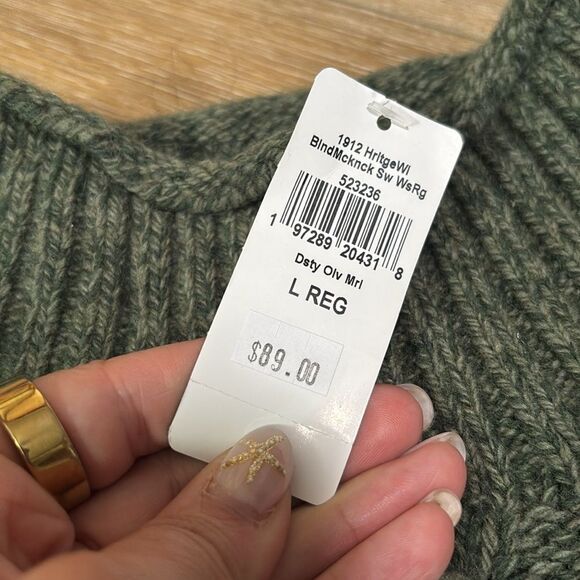 1912 HritgeWl
BlndMcknck Sw WsRg
523236
1 97289 20431 8
Dsty Olv Mrl
L REG
$89.00